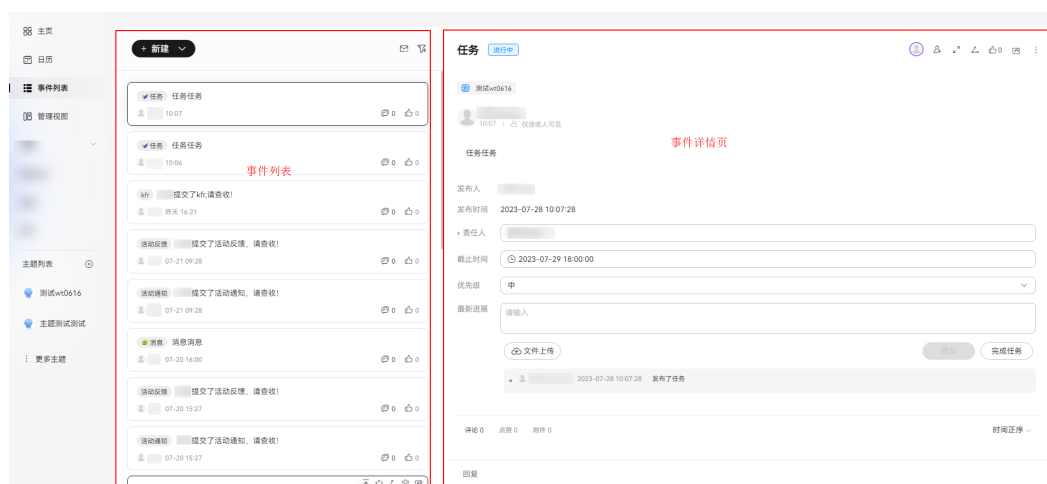 主页
日历
事件列表
管理视图
主题列表
测试wt0616
主题测试测试
更多主题
+ 新建
任务 任务任务
10:07 0 0
任务 任务任务
10:06 0 0
事件列表
kfr 提交了kfr,请查收!
昨天 16:21 0 0
活动反馈 提交了活动反馈，请查收!
07-21 09:28 0 0
活动通知 提交了活动通知，请查收!
07-21 09:28 0 0
消息 消息消息
07-20 16:00 0 0
活动反馈 提交了活动反馈，请查收!
07-20 15:27 0 0
活动通知 提交了活动通知，请查收!
07-20 15:27 0 0
任务 进行中 0
测试wt0616
10:07 仅接收人可见
事件详情页
任务任务
发布人
发布时间 2023-07-28 10:07:28
* 责任人
截止时间 2023-07-29 18:00:00
优先级 中
最新进展 请输入
文件上传 提交 完成任务
2023-07-28 10:07:28 发布了任务
评论 0 点赞 0 附件 0 时间正序
回复